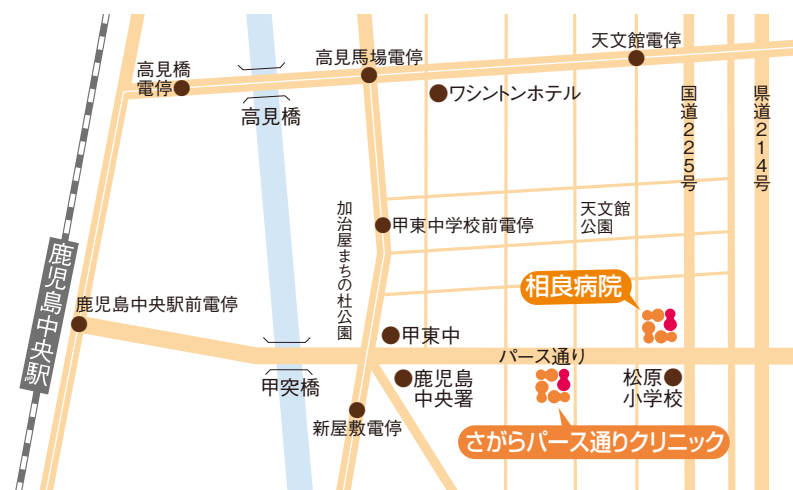 天文館電停
高見馬場電停
高見橋
電停
ワシントンホテル
高見橋
国道225号
県道214号
加治屋まちの杜公園
天文館
公園
甲東中学校前電停
鹿児島中央駅
相良病院
鹿児島中央駅前電停
甲東中
パース通り
甲突橋
鹿児島
中央署
松原
小学校
新屋敷電停
さがらパース通りクリニック